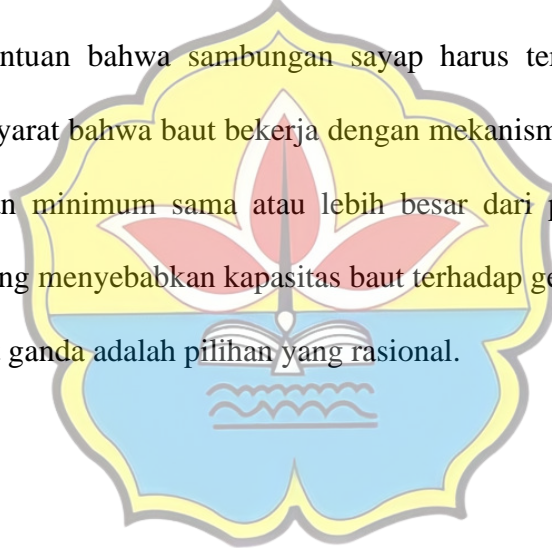 ntuan bahwa sambungan sayap harus ter
yarat bahwa baut bekerja dengan mekanism
n minimum sama atau lebih besar dari p
ng menyebabkan kapasitas baut terhadap ge
ganda adalah pilihan yang rasional.